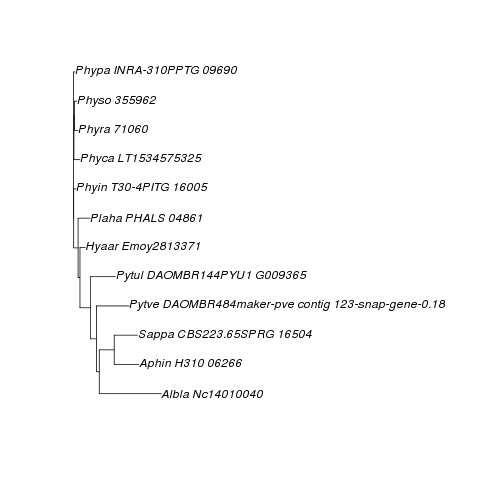 Phypa INRA-310PPTG 09690
Physo 355962
Phyra 71060
Phyca LT1534575325
Phyin T30-4PITG 16005
Plaha PHALS 04861
Hyaar Emoy2813371
Pytul DAOMBR144PYU1 G009365
Pytve DAOMBR484maker-pve contig 123-snap-gene-0.18
Sappa CBS223.65SPRG 16504
Aphin H310 06266
Albla Nc14010040